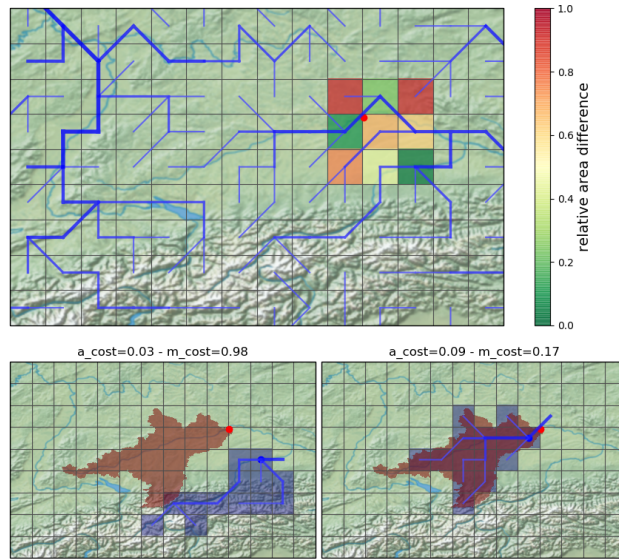 1.0
0.8
0.6
0.4
0.2
0.0
relative area difference
a_cost=0.03 - m_cost=0.98
a_cost=0.09 - m_cost=0.17